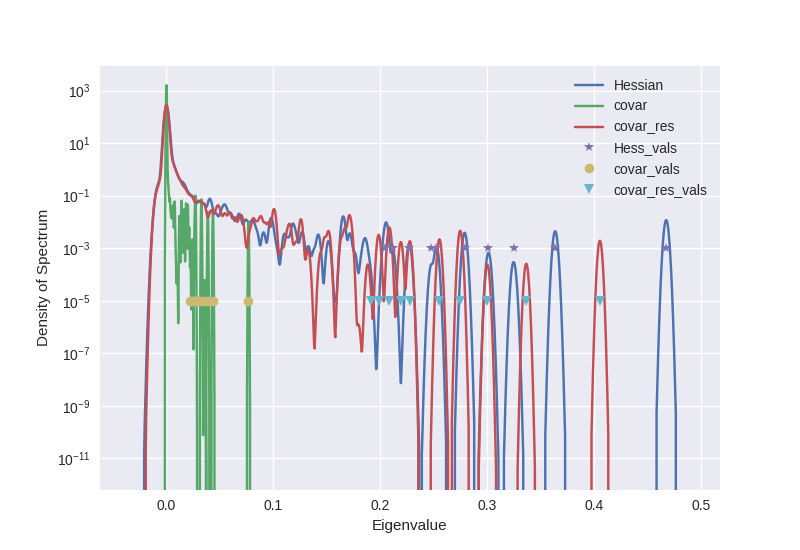 Hessian
covar
covar_res
Hess_vals
covar_vals
covar_res_vals
Density of Spectrum
10^3
10^1
10^−1
10^−3
10^−5
10^−7
10^−9
10^−11
0.0 0.1 0.2 0.3 0.4 0.5
Eigenvalue